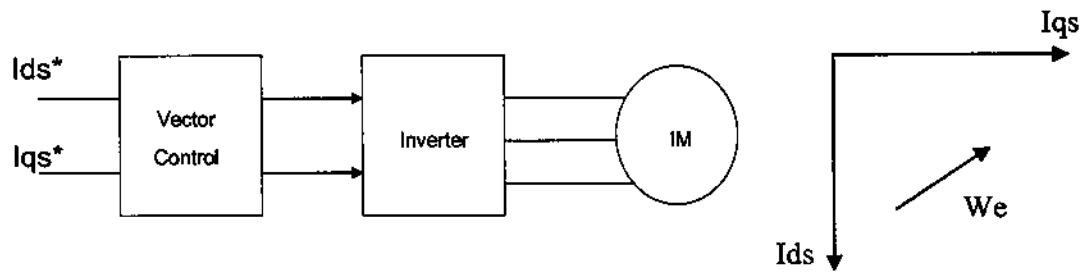 Ids*
Iqs*
Vector
Control
Inverter
IM
Iqs
We
Ids